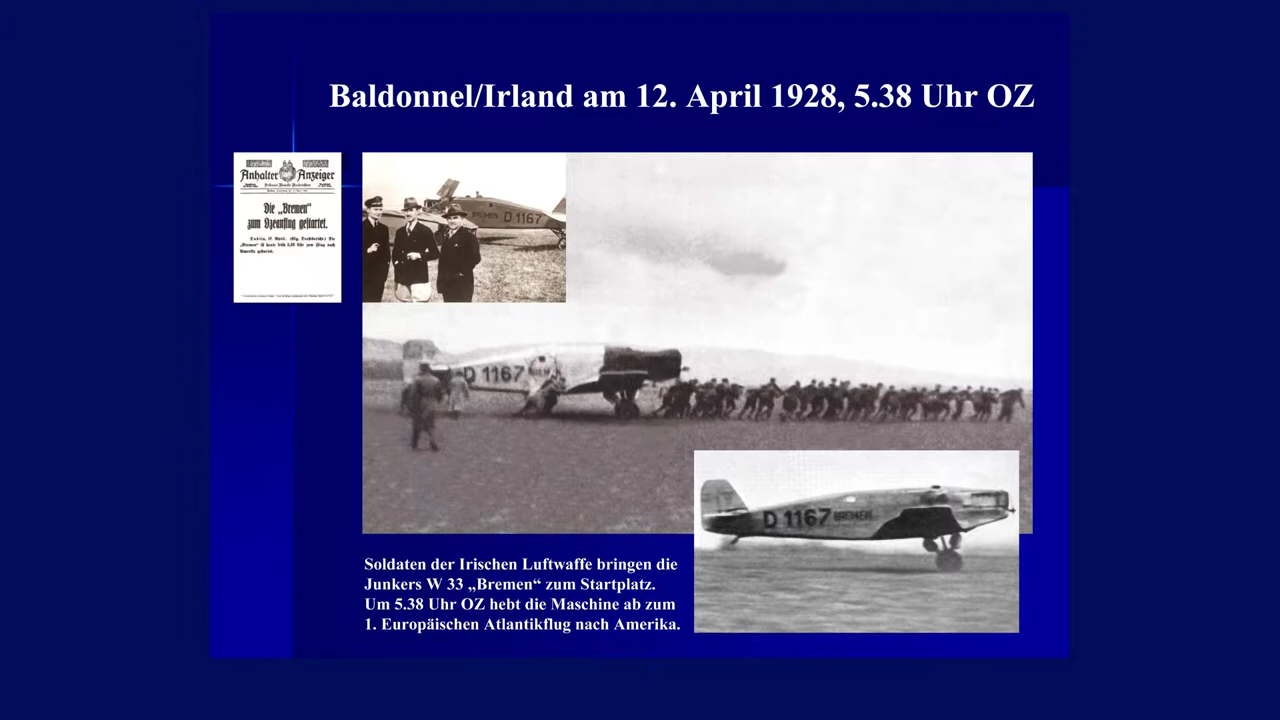 Baldonnel/Irland am 12. April 1928, 5.38 Uhr OZ
Anhalter Anzeiger
Die „Bremen“
zum Ozeanflug gestartet.
BREMEN D 1167
D 1167
D 1167 BREMEN
Soldaten der Irischen Luftwaffe bringen die
Junkers W 33 „Bremen“ zum Startplatz.
Um 5.38 Uhr OZ hebt die Maschine ab zum
1. Europäischen Atlantikflug nach Amerika.